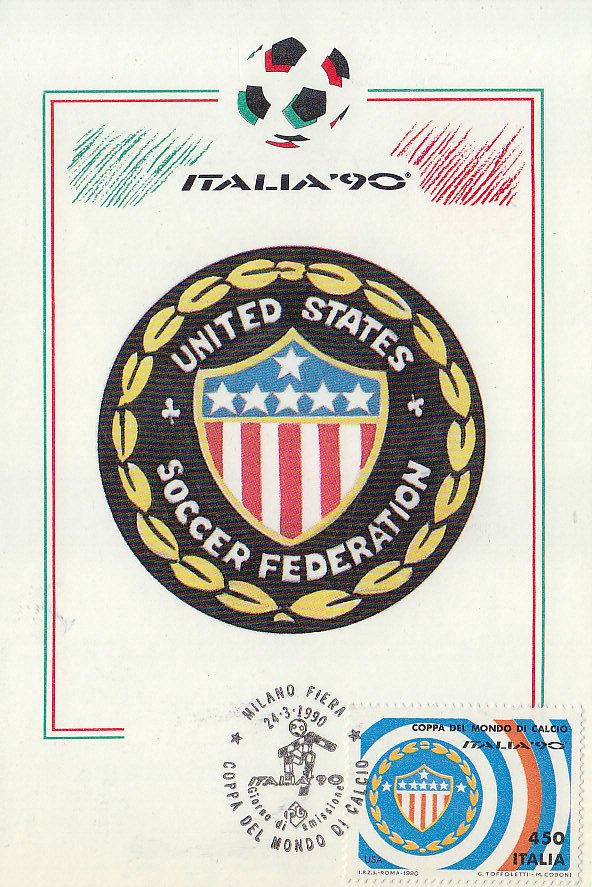 ITALIA'90®
UNITED STATES
SOCCER FEDERATION
MILANO FIERA
24-3-1990
ITALIA '90
Giorno di emissione
COPPA DEL MONDO DI CALCIO
COPPA DEL MONDO DI CALCIO
ITALIA'90
450
USA
ITALIA
I.P.Z.S.-ROMA-1990
G. TOFFOLETTI - M. CODONI